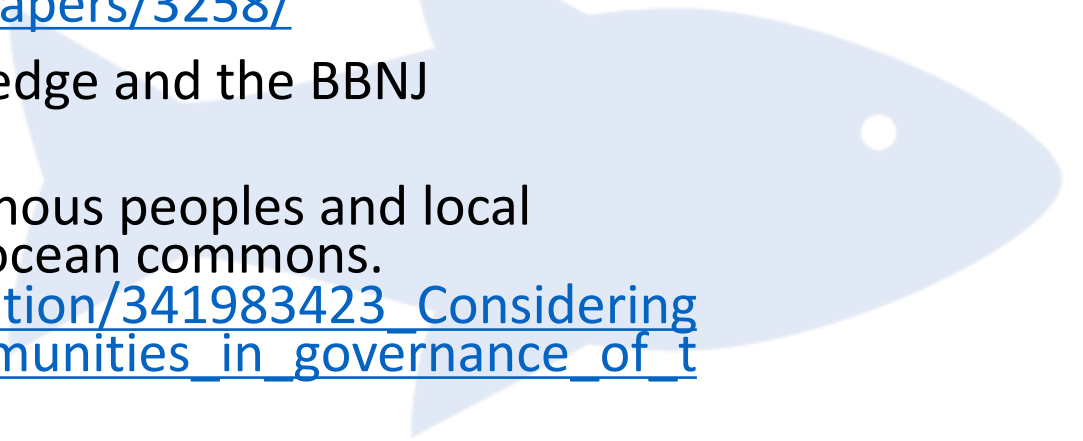 apers/3258/
edge and the BBNJ
nous peoples and local
ocean commons.
tion/341983423_Considering
munities_in_governance_of_t